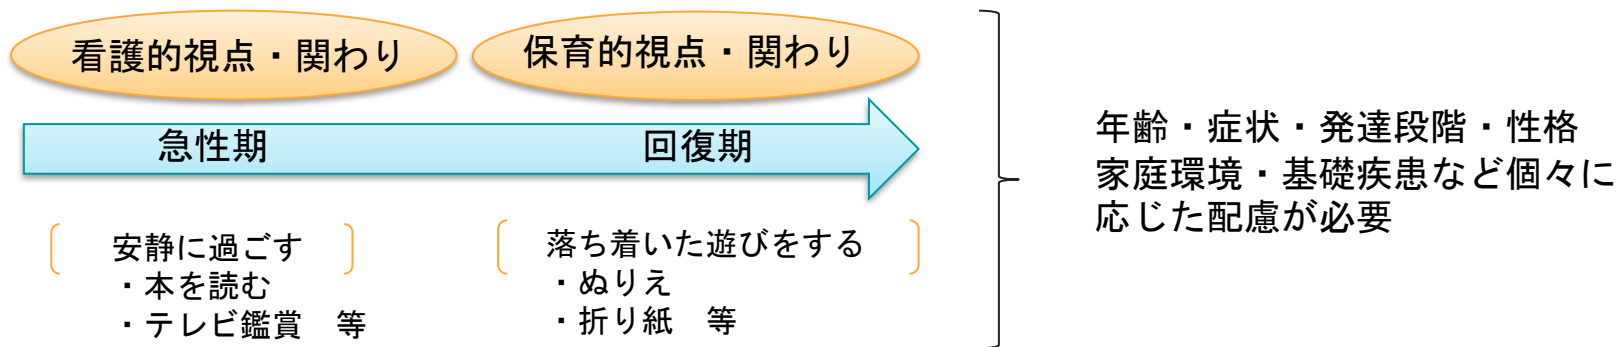 看護的視点・関わり
保育的視点・関わり
急性期
回復期
安静に過ごす
・本を読む
・テレビ鑑賞　等
落ち着いた遊びをする
・ぬりえ
・折り紙　等
年齢・症状・発達段階・性格
家庭環境・基礎疾患など個々に
応じた配慮が必要